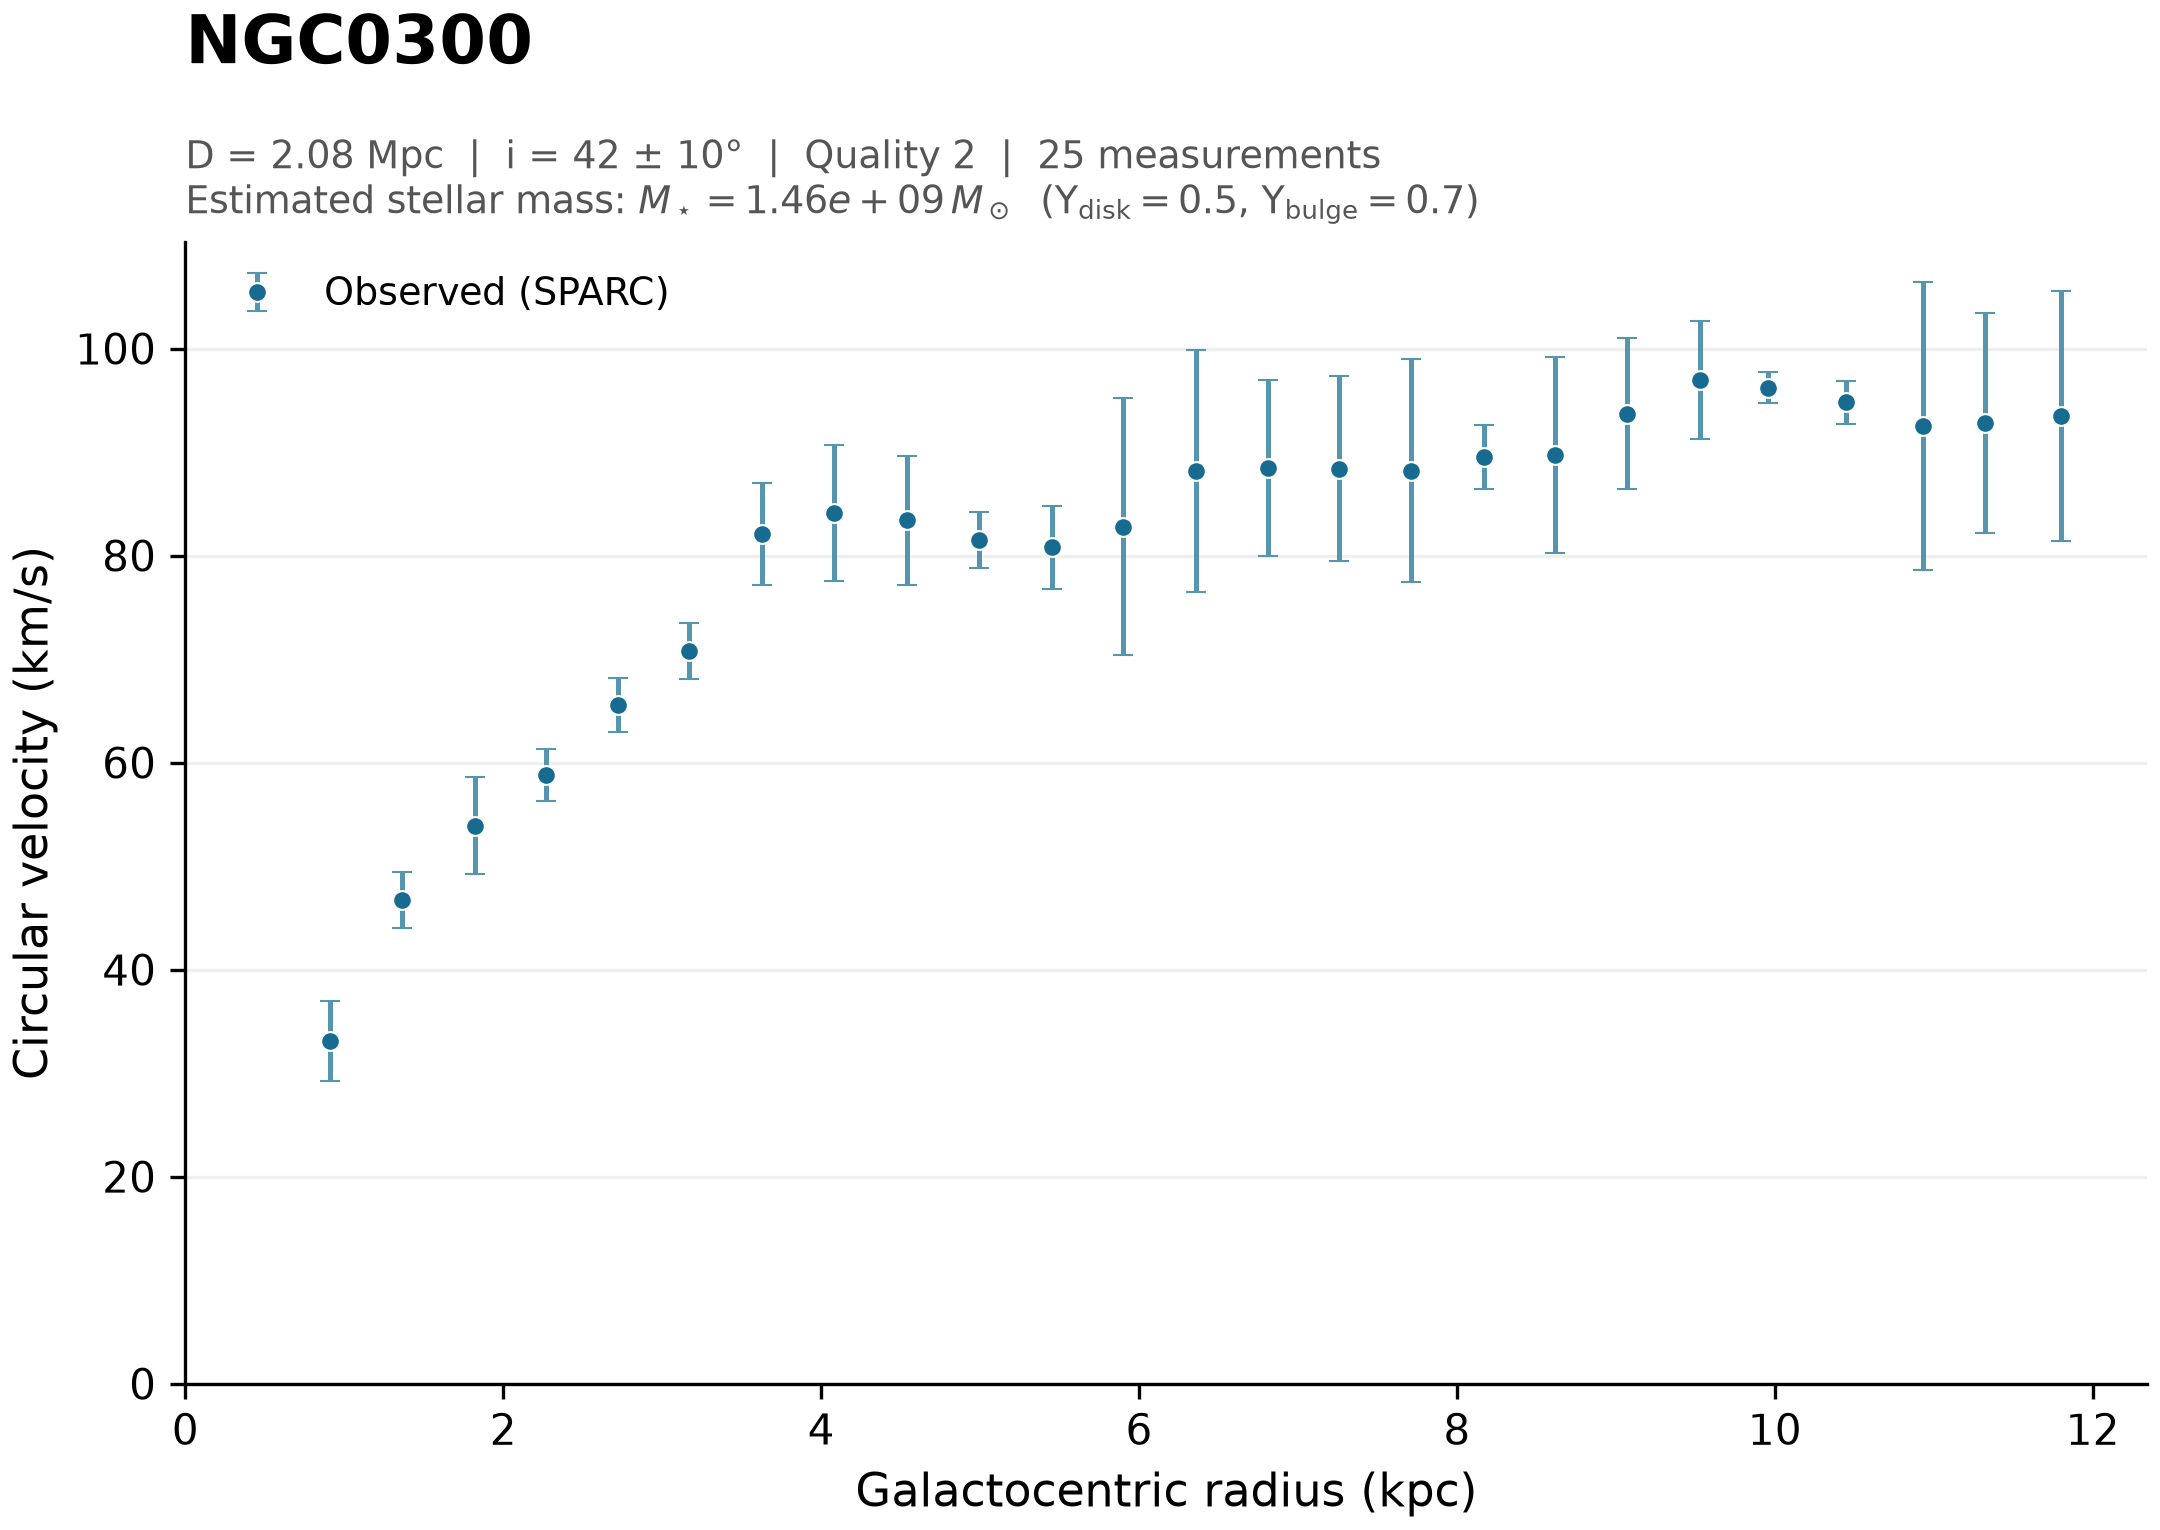 NGC0300
D = 2.08 Mpc | i = 42 ± 10° | Quality 2 | 25 measurements
Estimated stellar mass: M⋆ = 1.46e + 09 M⊙ (Υdisk = 0.5, Υbulge = 0.7)
Observed (SPARC)
100
80
60
40
20
0
Circular velocity (km/s)
0 2 4 6 8 10 12
Galactocentric radius (kpc)